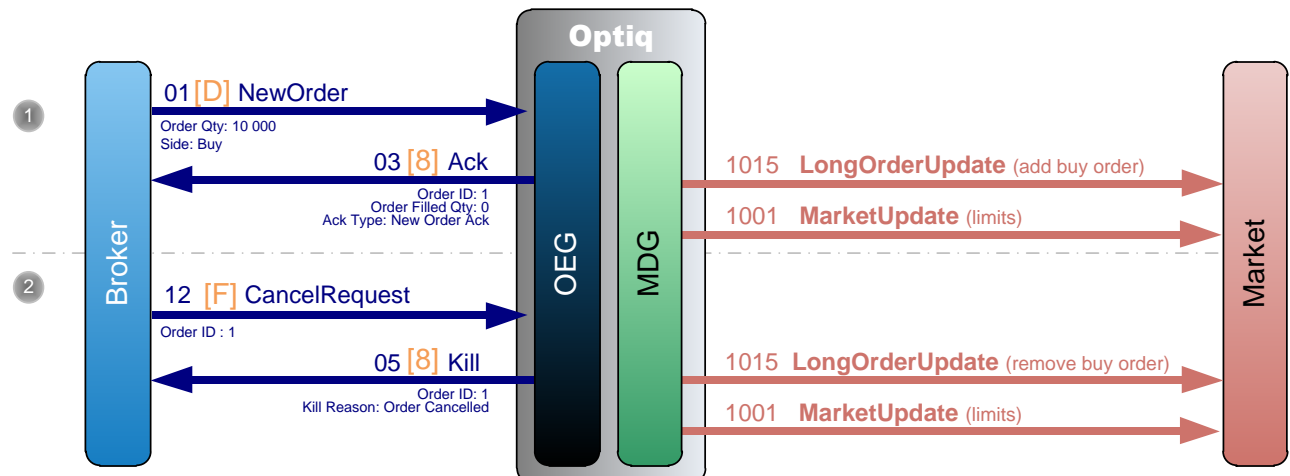 Optiq
1
01 [D] NewOrder
Order Qty: 10 000
Side: Buy
03 [8] Ack
Order ID: 1
Order Filled Qty: 0
Ack Type: New Order Ack
1015 LongOrderUpdate (add buy order)
1001 MarketUpdate (limits)
Broker
OEG
MDG
Market
2
12 [F] CancelRequest
Order ID : 1
05 [8] Kill
Order ID: 1
Kill Reason: Order Cancelled
1015 LongOrderUpdate (remove buy order)
1001 MarketUpdate (limits)